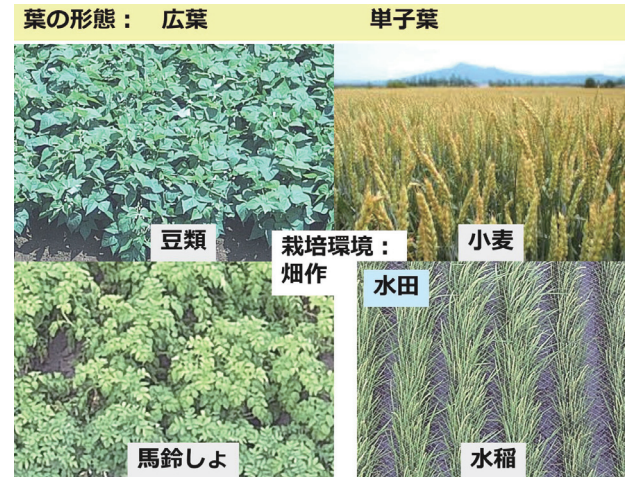 葉の形態： 広葉 単子葉
豆類
栽培環境：
畑作
小麦
水田
馬鈴しょ
水稲